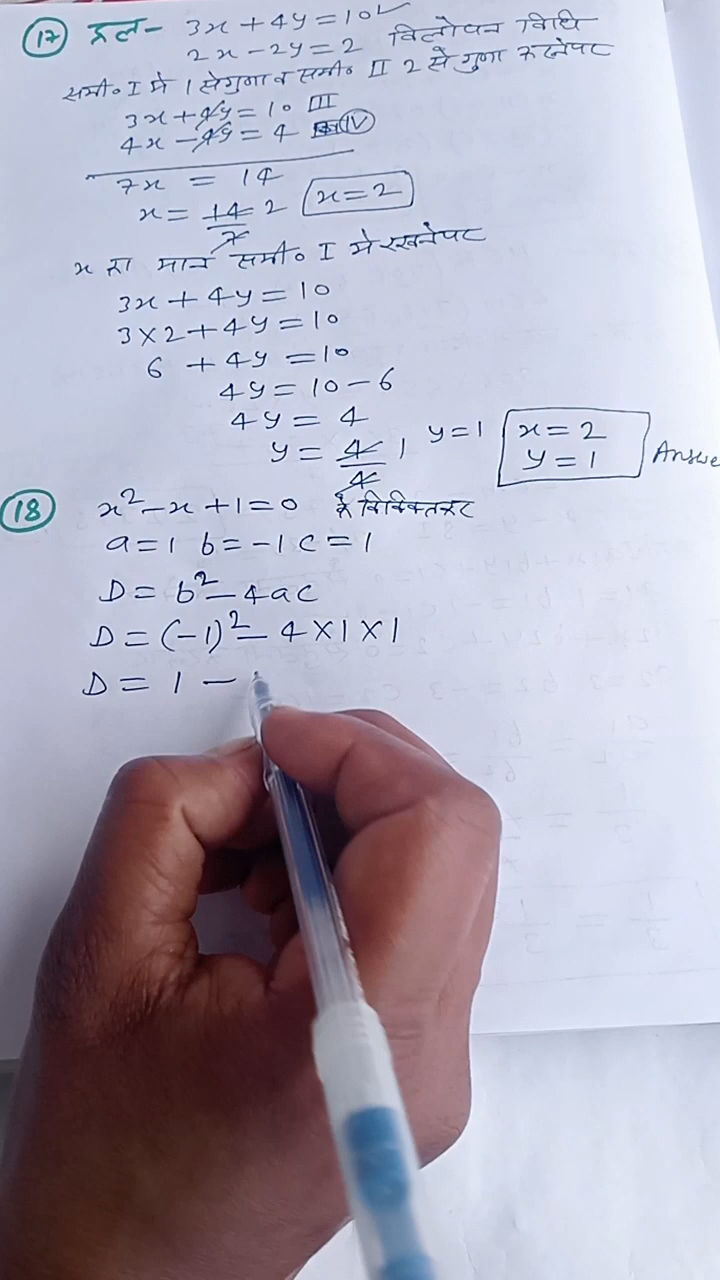 (17) हल- 3x + 4y = 10
2x - 2y = 2 विलोपन विधि
समी० I मे 1 से गुणा व समी० II 2 से गुणा करनेपर
3x + 4y = 10 III
4x - 4y = 4 IV
7x = 14
x = 14/7 2 x = 2
x का मान समी० I मे रखनेपर
3x + 4y = 10
3 × 2 + 4y = 10
6 + 4y = 10
4y = 10 - 6
4y = 4
y = 4/4 1 y = 1 x = 2 y = 1 Answe
(18) x² - x + 1 = 0 के
a = 1 b = -1 c = 1
D = b² - 4ac
D = (-1)² - 4 × 1 × 1
D = 1 -